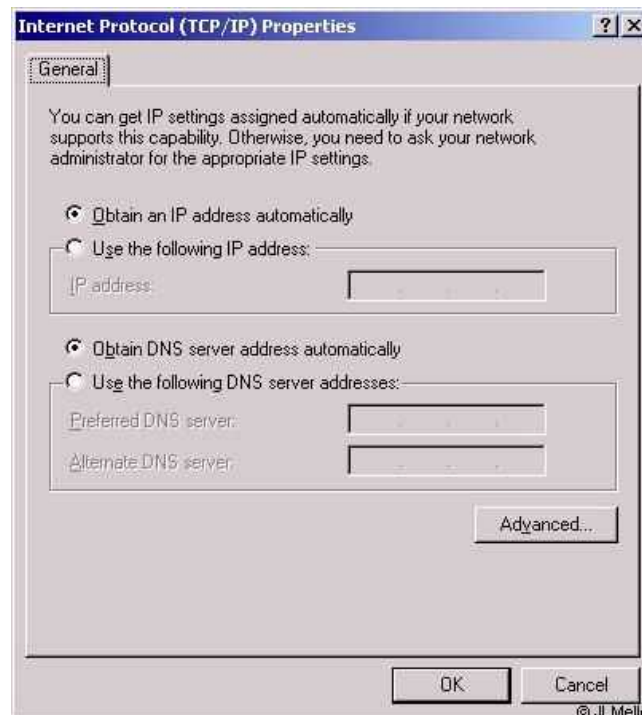 Internet Protocol (TCP/IP) Properties
General
You can get IP settings assigned automatically if your network
supports this capability. Otherwise, you need to ask your network
administrator for the appropriate IP settings.
Obtain an IP address automatically
Use the following IP address:
IP address:
Obtain DNS server address automatically
Use the following DNS server addresses:
Preferred DNS server:
Alternate DNS server:
Advanced...
OK
Cancel